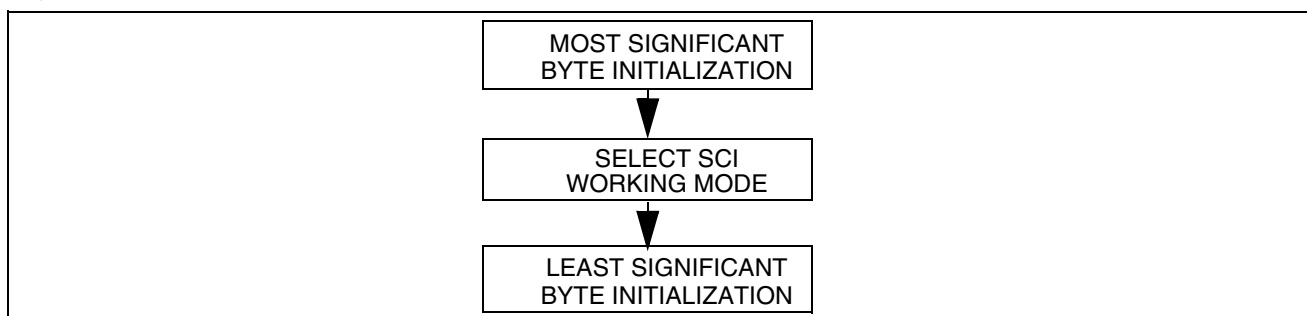 MOST SIGNIFICANT
BYTE INITIALIZATION
SELECT SCI
WORKING MODE
LEAST SIGNIFICANT
BYTE INITIALIZATION